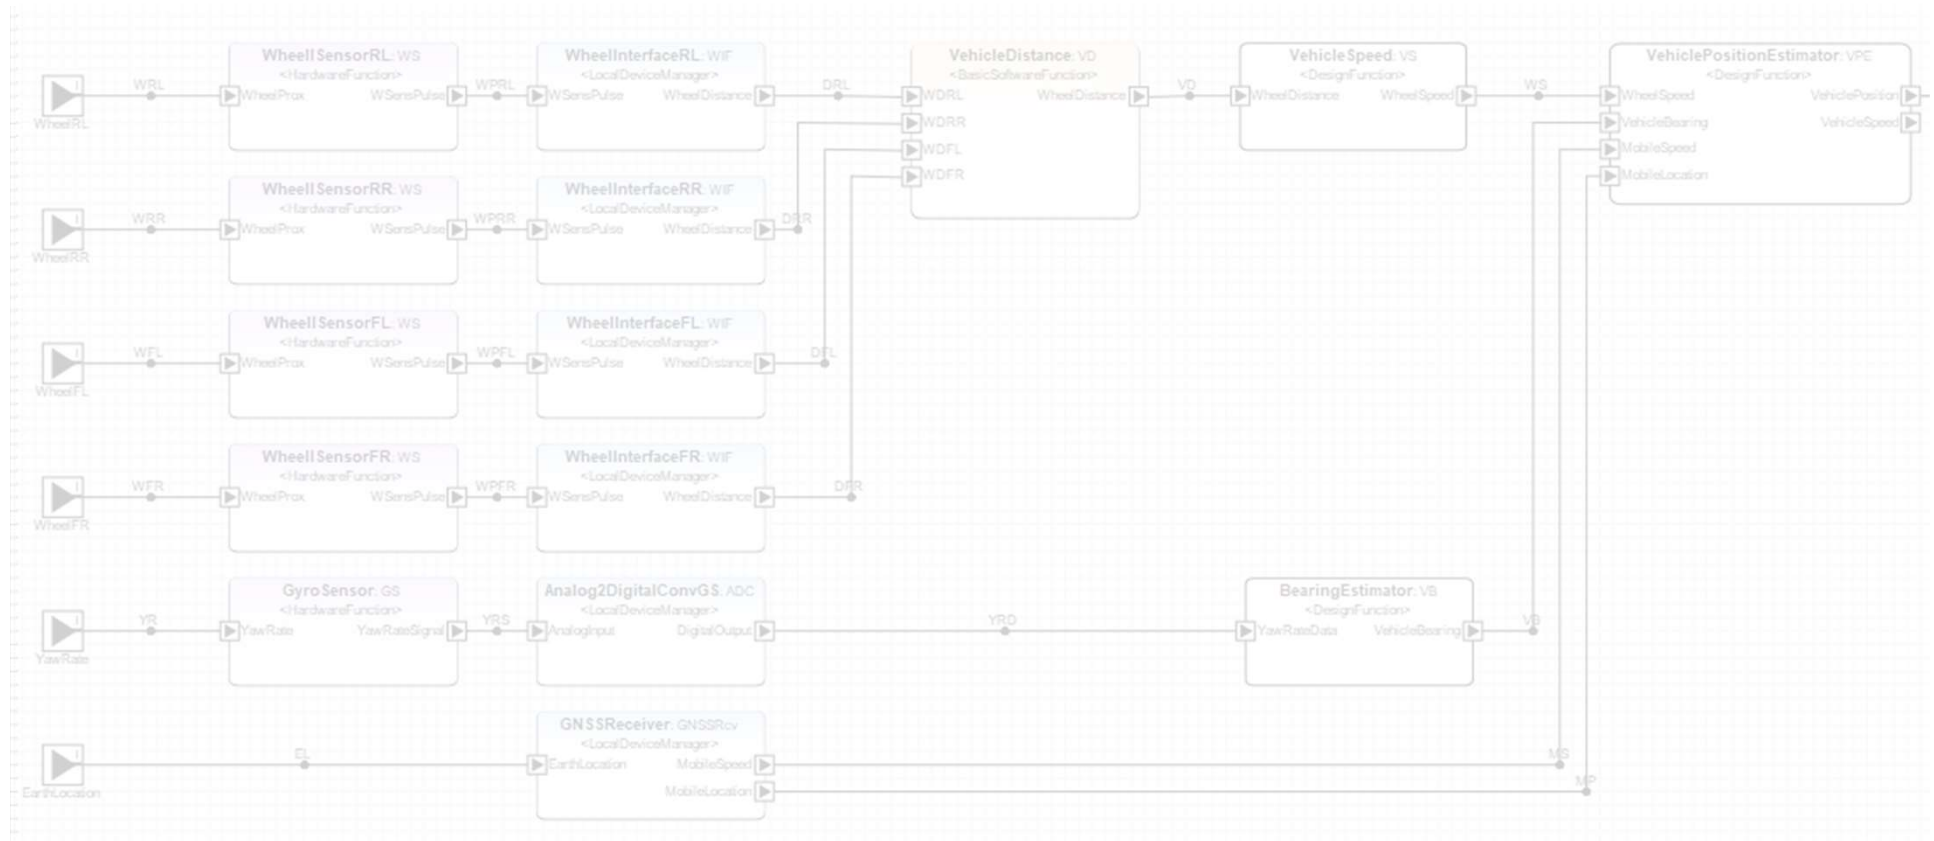 WheelRL
WRL
WheelISensorRL: WS
<HardwareFunction>
WheelProx WSensPulse
WPRL
WheelInterfaceRL: WIF
<LocalDeviceManager>
WSensPulse WheelDistance
DRL
VehicleDistance: VD
<BasicSoftwareFunction>
WDRL WheelDistance
WDRR
WDFL
WDFR
VD
VehicleSpeed: VS
<DesignFunction>
WheelDistance WheelSpeed
WS
VehiclePositionEstimator: VPE
<DesignFunction>
WheelSpeed VehiclePosition
VehicleBearing VehicleSpeed
MobileSpeed
MobileLocation
WheelRR
WRR
WheelISensorRR: WS
<HardwareFunction>
WheelProx WSensPulse
WPRR
WheelInterfaceRR: WIF
<LocalDeviceManager>
WSensPulse WheelDistance
DRR
WheelFL
WFL
WheelISensorFL: WS
<HardwareFunction>
WheelProx WSensPulse
WPFL
WheelInterfaceFL: WIF
<LocalDeviceManager>
WSensPulse WheelDistance
DFL
WheelFR
WFR
WheelISensorFR: WS
<HardwareFunction>
WheelProx WSensPulse
WPFR
WheelInterfaceFR: WIF
<LocalDeviceManager>
WSensPulse WheelDistance
DFR
YawRate
YR
GyroSensor: GS
<HardwareFunction>
YawRate YawRateSignal
YRS
Analog2DigitalConvGS: ADC
<LocalDeviceManager>
AnalogInput DigitalOutput
YRD
BearingEstimator: VB
<DesignFunction>
YawRateData VehicleBearing
VB
EarthLocation
EL
GNSSReceiver: GNSSRcv
<LocalDeviceManager>
EarthLocation MobileSpeed
MobileLocation
MS
MP